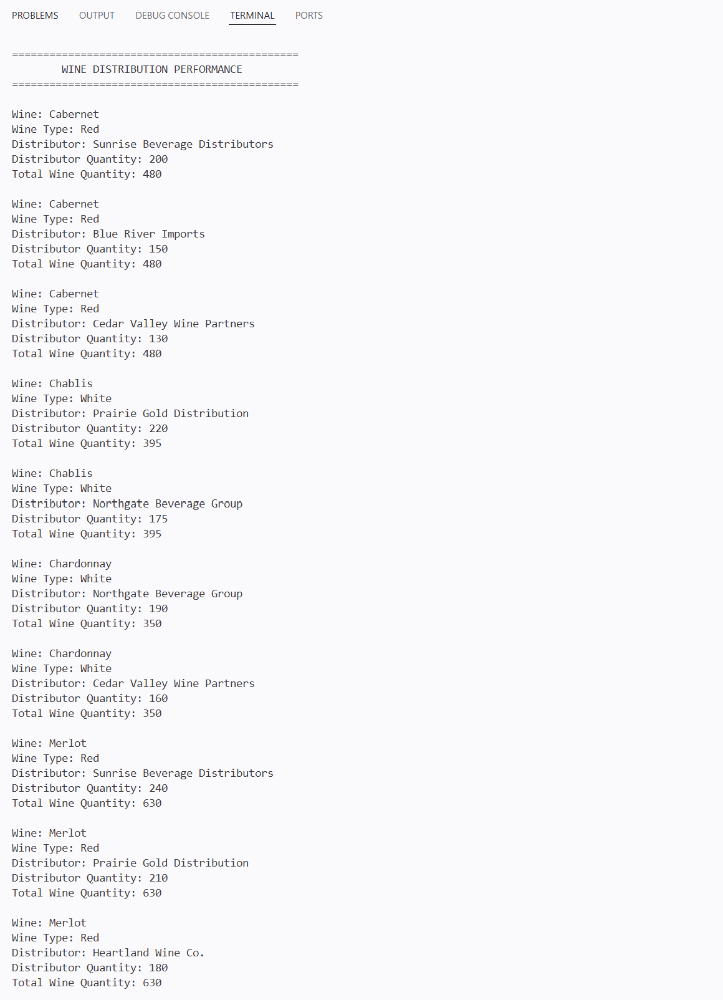 PROBLEMS OUTPUT DEBUG CONSOLE TERMINAL PORTS
==============================================
WINE DISTRIBUTION PERFORMANCE
==============================================
Wine: Cabernet
Wine Type: Red
Distributor: Sunrise Beverage Distributors
Distributor Quantity: 200
Total Wine Quantity: 480
Wine: Cabernet
Wine Type: Red
Distributor: Blue River Imports
Distributor Quantity: 150
Total Wine Quantity: 480
Wine: Cabernet
Wine Type: Red
Distributor: Cedar Valley Wine Partners
Distributor Quantity: 130
Total Wine Quantity: 480
Wine: Chablis
Wine Type: White
Distributor: Prairie Gold Distribution
Distributor Quantity: 220
Total Wine Quantity: 395
Wine: Chablis
Wine Type: White
Distributor: Northgate Beverage Group
Distributor Quantity: 175
Total Wine Quantity: 395
Wine: Chardonnay
Wine Type: White
Distributor: Northgate Beverage Group
Distributor Quantity: 190
Total Wine Quantity: 350
Wine: Chardonnay
Wine Type: White
Distributor: Cedar Valley Wine Partners
Distributor Quantity: 160
Total Wine Quantity: 350
Wine: Merlot
Wine Type: Red
Distributor: Sunrise Beverage Distributors
Distributor Quantity: 240
Total Wine Quantity: 630
Wine: Merlot
Wine Type: Red
Distributor: Prairie Gold Distribution
Distributor Quantity: 210
Total Wine Quantity: 630
Wine: Merlot
Wine Type: Red
Distributor: Heartland Wine Co.
Distributor Quantity: 180
Total Wine Quantity: 630